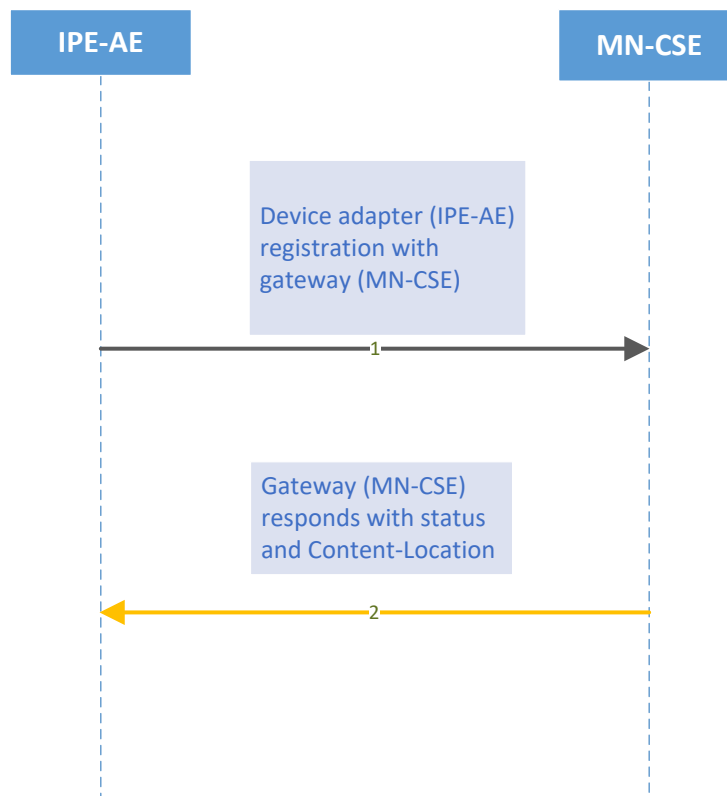 IPE-AE
MN-CSE
Device adapter (IPE-AE)
registration with
gateway (MN-CSE)
1
Gateway (MN-CSE)
responds with status
and Content-Location
2